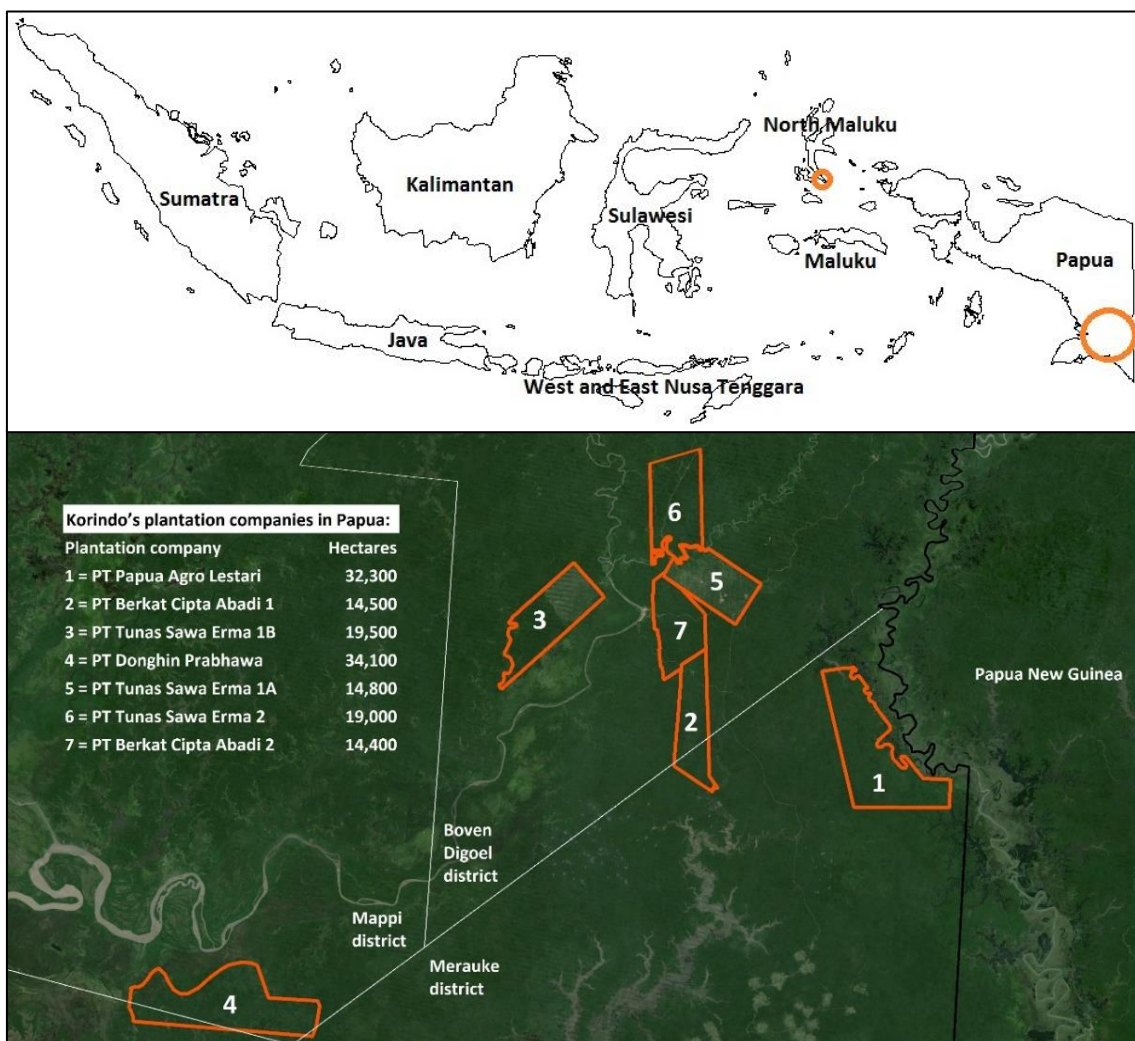 North Maluku
Kalimantan
Sumatra
Sulawesi
Maluku
Papua
Java
West and East Nusa Tenggara
Korindo's plantation companies in Papua:
Plantation company Hectares
1 = PT Papua Agro Lestari 32,300
2 = PT Berkat Cipta Abadi 1 14,500
3 = PT Tunas Sawa Erma 1B 19,500
4 = PT Donghin Prabhawa 34,100
5 = PT Tunas Sawa Erma 1A 14,800
6 = PT Tunas Sawa Erma 2 19,000
7 = PT Berkat Cipta Abadi 2 14,400
6
5
3
7
2
1
4
Papua New Guinea
Boven
Digoel
district
Mappi
district
Merauke
district